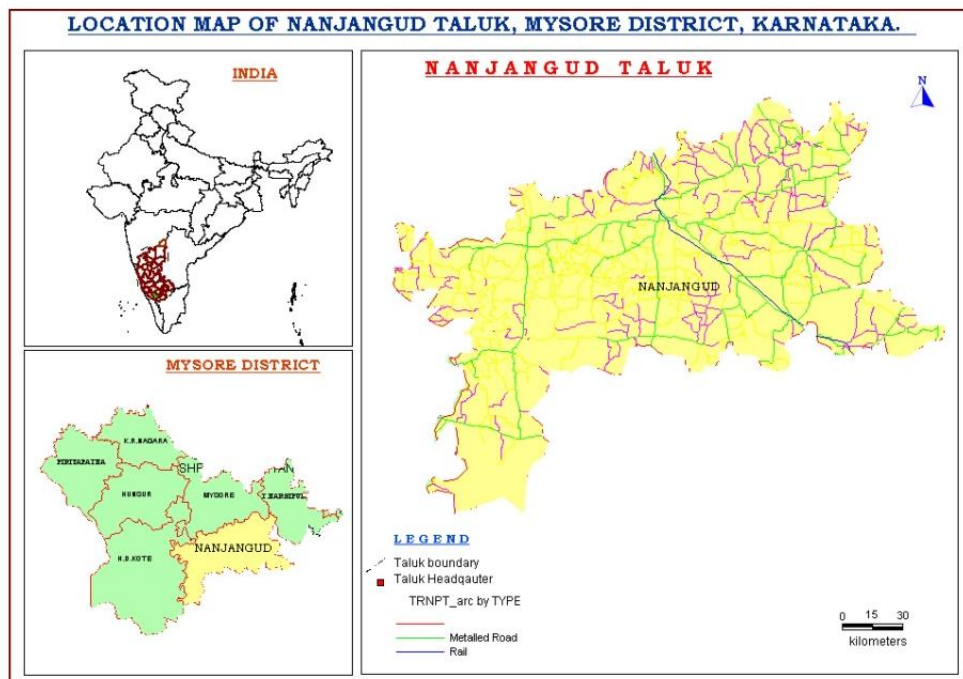 LOCATION MAP OF NANJANGUD TALUK, MYSORE DISTRICT, KARNATAKA.
INDIA
NANJANGUD TALUK
N
NANJANGUD
MYSORE DISTRICT
K.R.NAGARA
PIRIYAPATNA
SHP
TAN
HUNSUR
MYSORE
T.NARSIPUR
NANJANGUD
H.D.KOTE
LEGEND
Taluk boundary
Taluk Headqauter
TRNPT_arc by TYPE
Metalled Road
Rail
0 15 30
kilometers